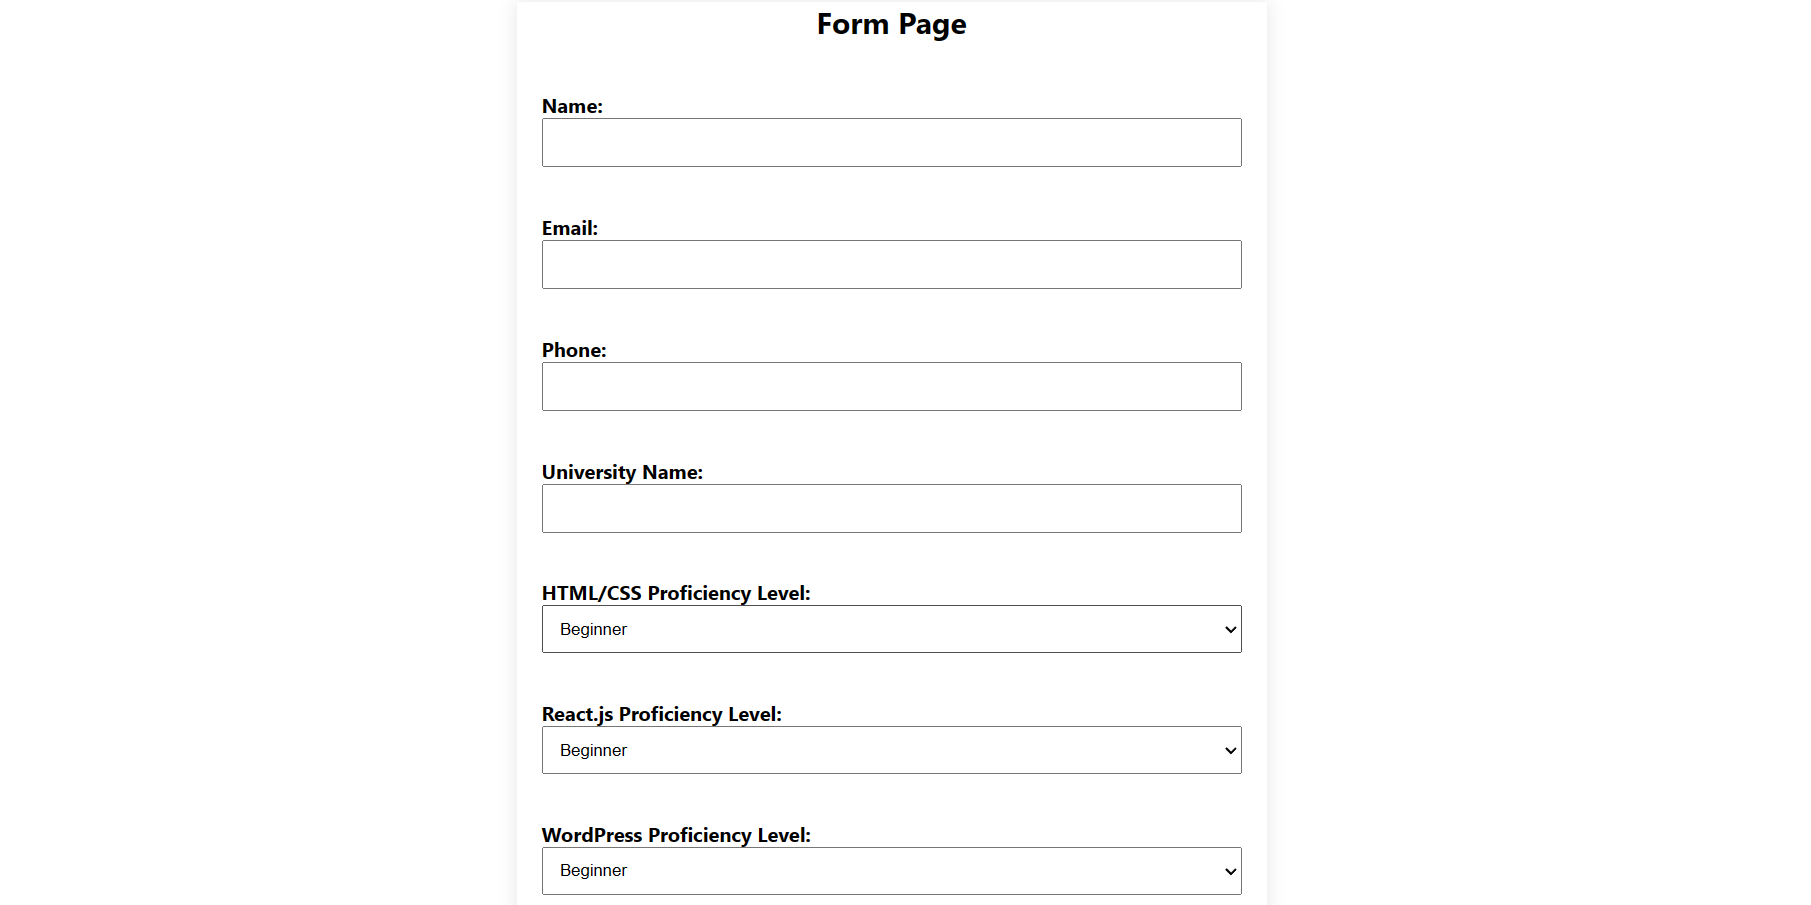 Form Page
Name:
Email:
Phone:
University Name:
HTML/CSS Proficiency Level:
Beginner
React.js Proficiency Level:
Beginner
WordPress Proficiency Level:
Beginner